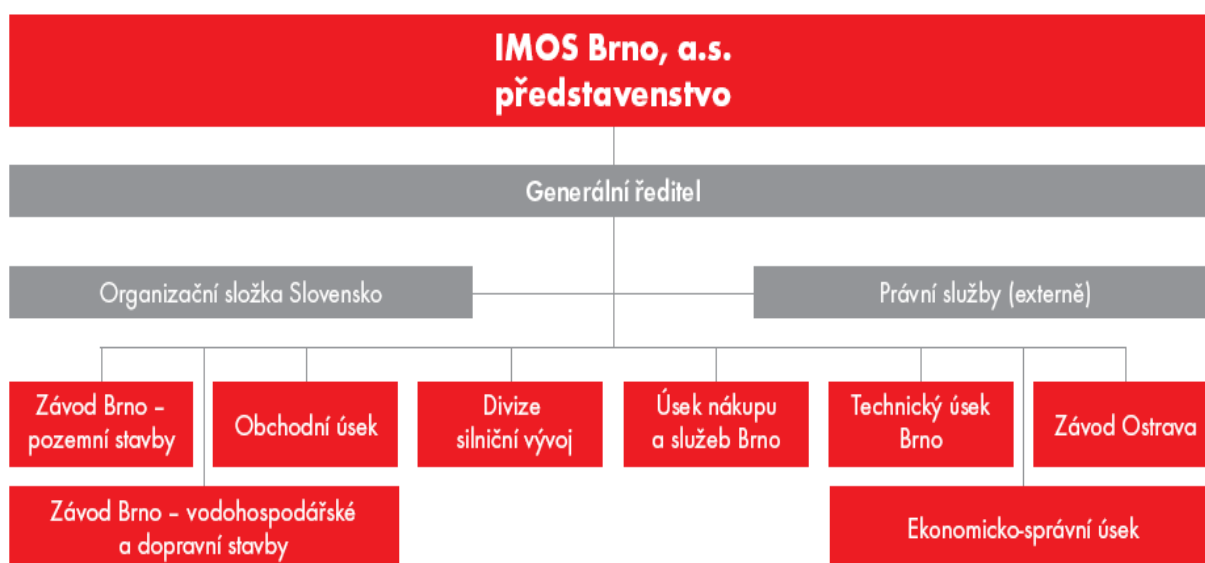 IMOS Brno, a.s.
představenstvo
Generální ředitel
Organizační složka Slovensko
Právní služby (externě)
Závod Brno –
pozemní stavby
Obchodní úsek
Divize
silniční vývoj
Úsek nákupu
a služeb Brno
Technický úsek
Brno
Závod Ostrava
Závod Brno – vodohospodářské
a dopravní stavby
Ekonomicko-správní úsek